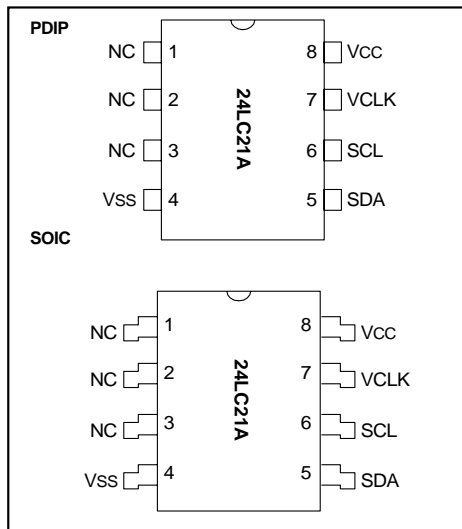 PDIP
NC 1 8 VCC
NC 2 7 VCLK
NC 3 6 SCL
VSS 4 5 SDA
24LC21A
SOIC
NC 1 8 VCC
NC 2 7 VCLK
NC 3 6 SCL
VSS 4 5 SDA
24LC21A